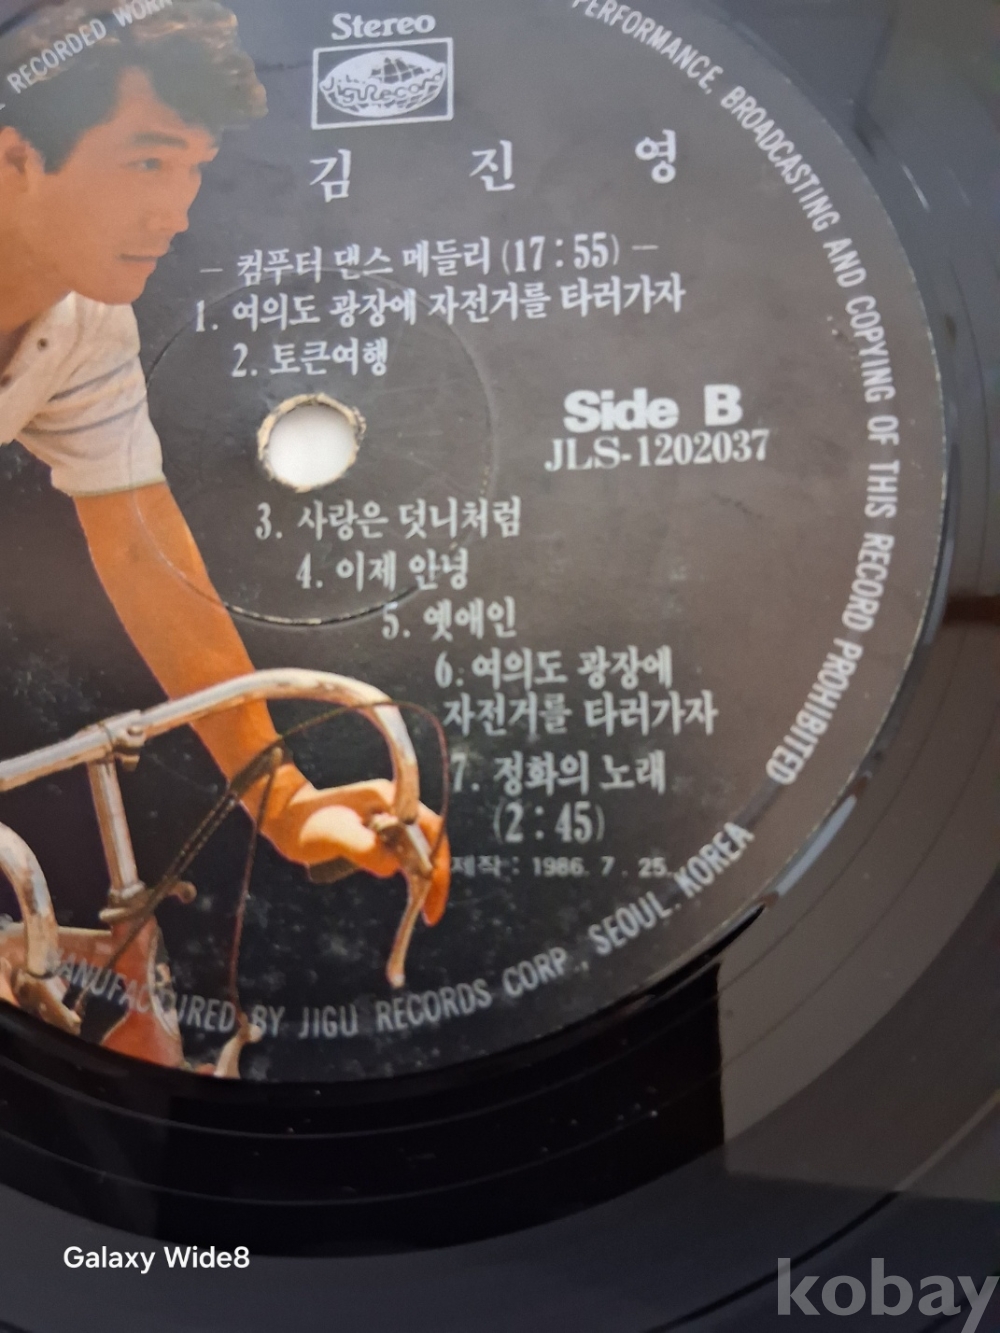 RECORDED WORK
Stereo
JiguRecord
PERFORMANCE, BROADCASTING AND COPYING OF THIS RECORD PROHIBITED
김 진 영
– 컴퓨터 댄스 메들리 (17 : 55) –
1. 여의도 광장에 자전거를 타러가자
2. 토큰여행
Side B
JLS-1202037
3. 사랑은 덧니처럼
4. 이제 안녕
5. 옛애인
6. 여의도 광장에
자전거를 타러가자
7. 정화의 노래
(2 : 45)
제작 : 1986. 7. 25.
MANUFACTURED BY JIGU RECORDS CORP., SEOUL, KOREA
Galaxy Wide8
kobay